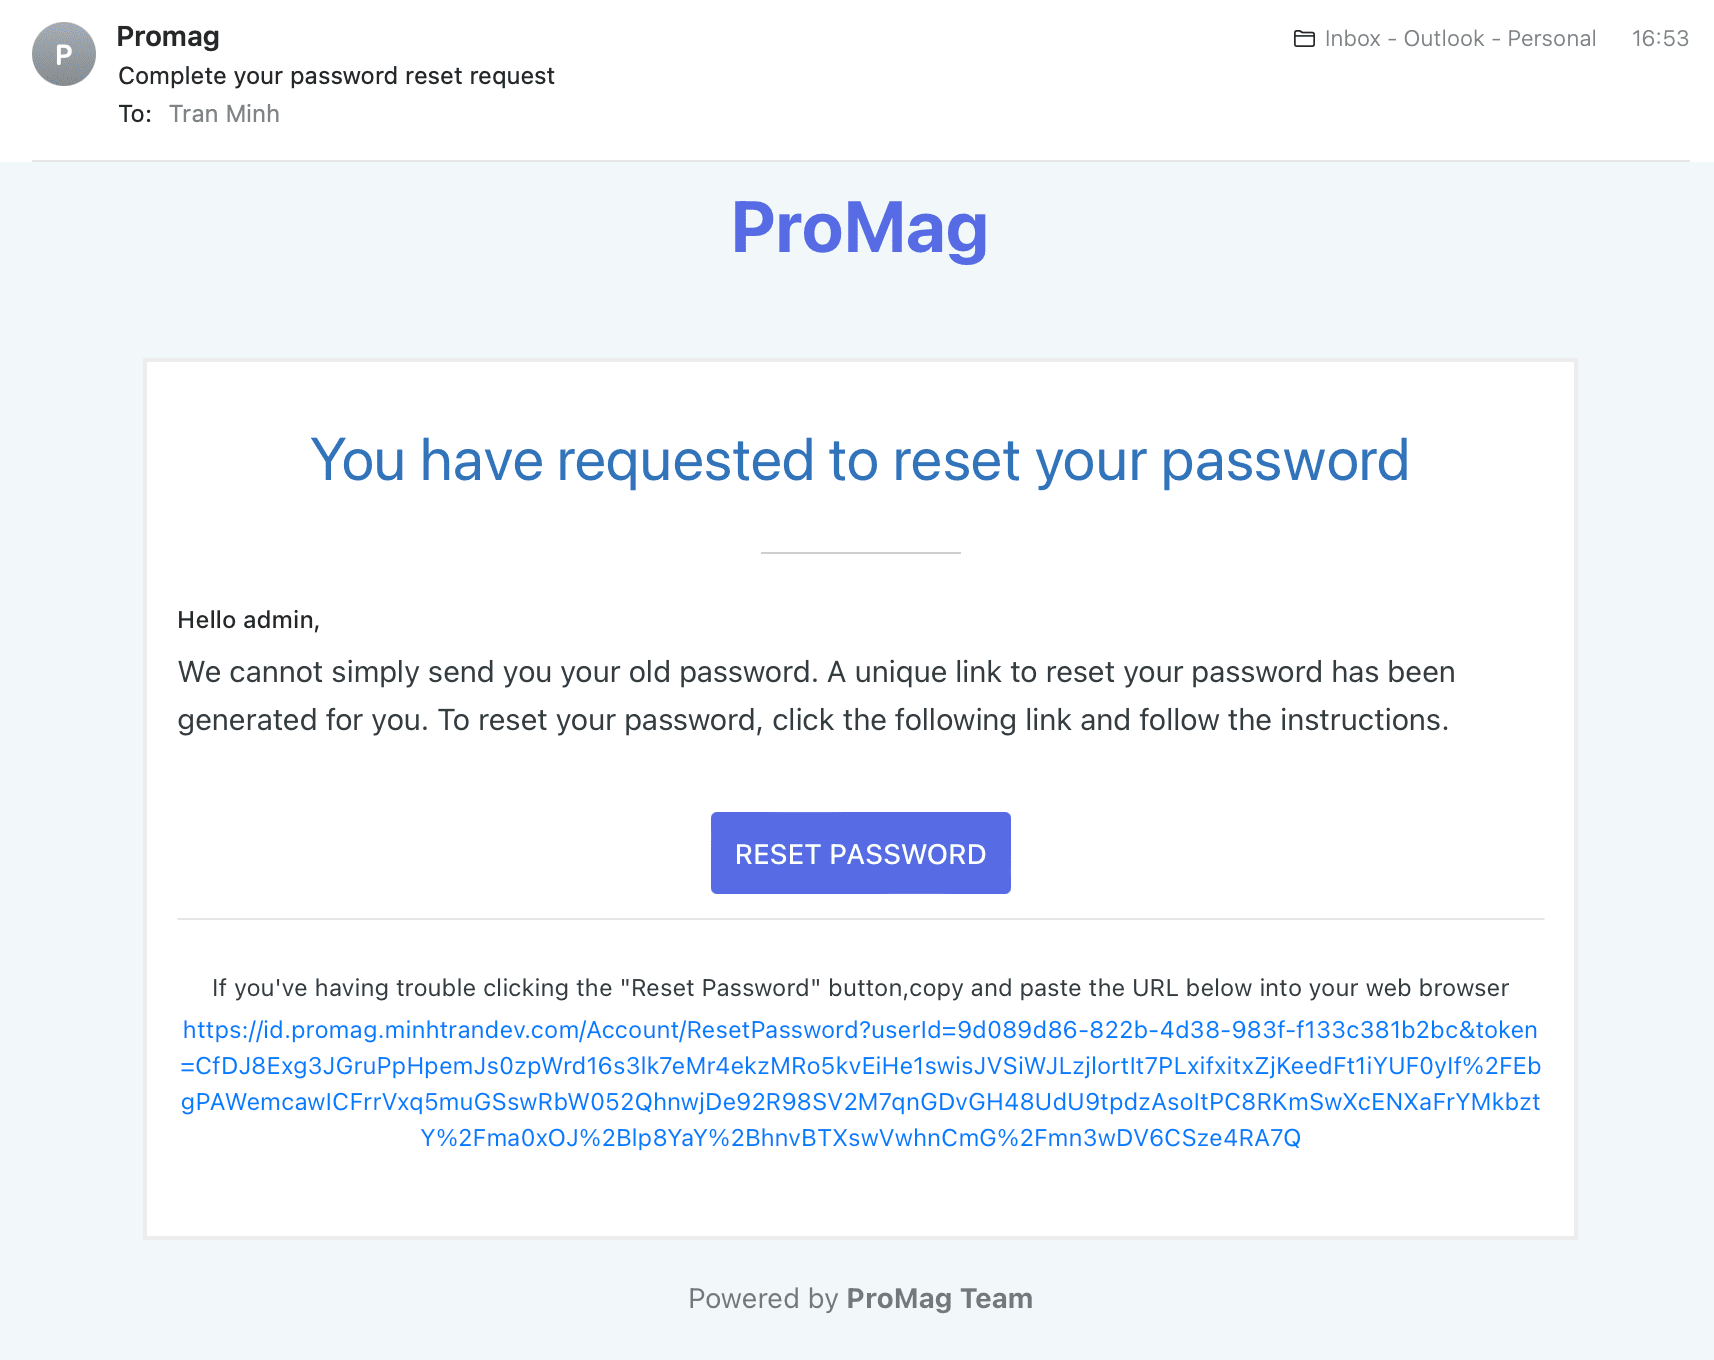 P
Promag
Inbox - Outlook - Personal 16:53
Complete your password reset request
To: Tran Minh
ProMag
You have requested to reset your password
Hello admin,
We cannot simply send you your old password. A unique link to reset your password has been
generated for you. To reset your password, click the following link and follow the instructions.
RESET PASSWORD
If you've having trouble clicking the "Reset Password" button,copy and paste the URL below into your web browser
https://id.promag.minhtrandev.com/Account/ResetPassword?userId=9d089d86-822b-4d38-983f-f133c381b2bc&token
=CfDJ8Exg3JGruPpHpemJs0zpWrd16s3lk7eMr4ekzMRo5kvEiHe1swisJVSiWJLzjlortIt7PLxifxitxZjKeedFt1iYUF0yIf%2FEb
gPAWemcawICFrrVxq5muGSswRbW052QhnwjDe92R98SV2M7qnGDvGH48UdU9tpdzAsoItPC8RKmSwXcENXaFrYMkbzt
Y%2Fma0xOJ%2Blp8YaY%2BhnvBTXswVwhnCmG%2Fmn3wDV6CSze4RA7Q
Powered by ProMag Team